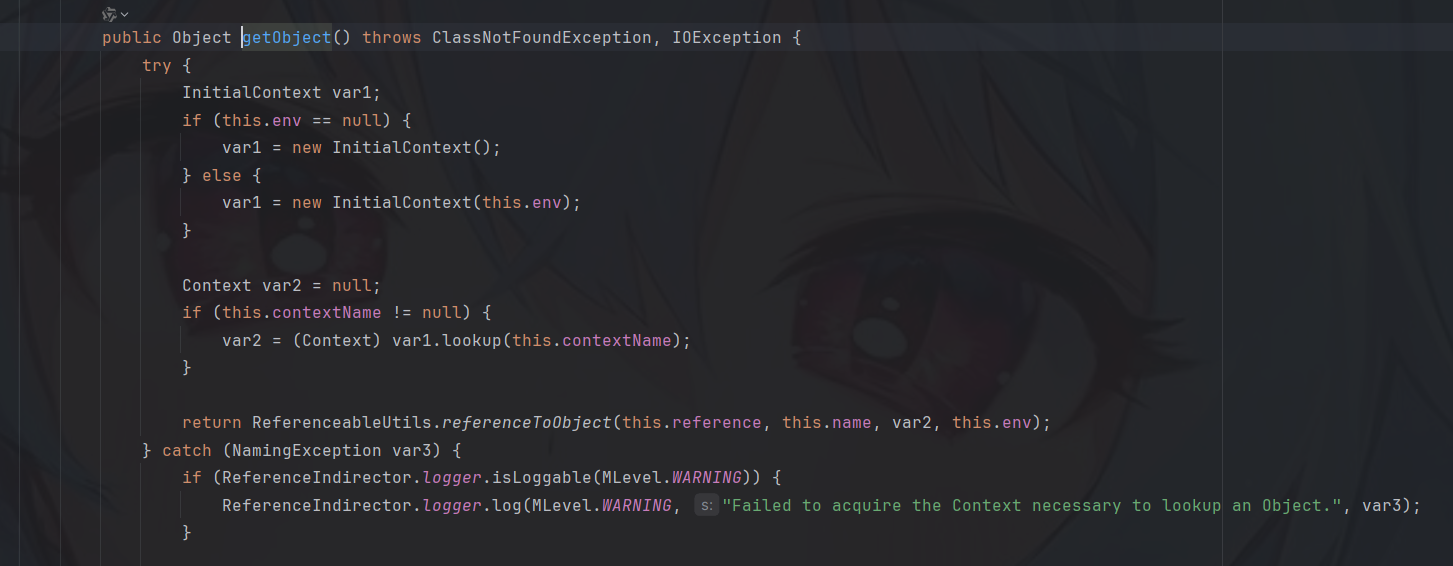 public Object getObject() throws ClassNotFoundException, IOException {
try {
InitialContext var1;
if (this.env == null) {
var1 = new InitialContext();
} else {
var1 = new InitialContext(this.env);
}
Context var2 = null;
if (this.contextName != null) {
var2 = (Context) var1.lookup(this.contextName);
}
return ReferenceableUtils.referenceToObject(this.reference, this.name, var2, this.env);
} catch (NamingException var3) {
if (ReferenceIndirector.logger.isLoggable(MLevel.WARNING)) {
ReferenceIndirector.logger.log(MLevel.WARNING, s: "Failed to acquire the Context necessary to lookup an Object.", var3);
}